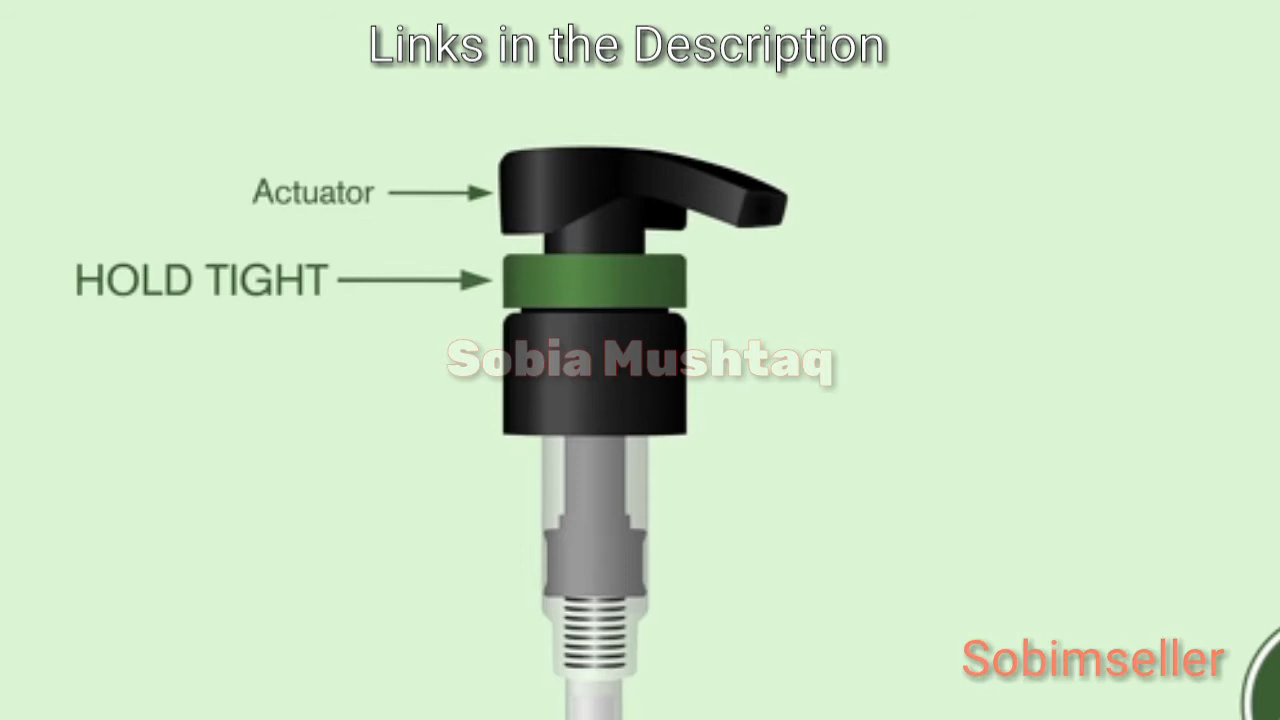 Links in the Description
Actuator
HOLD TIGHT
Sobia Mushtaq
Sobimseller